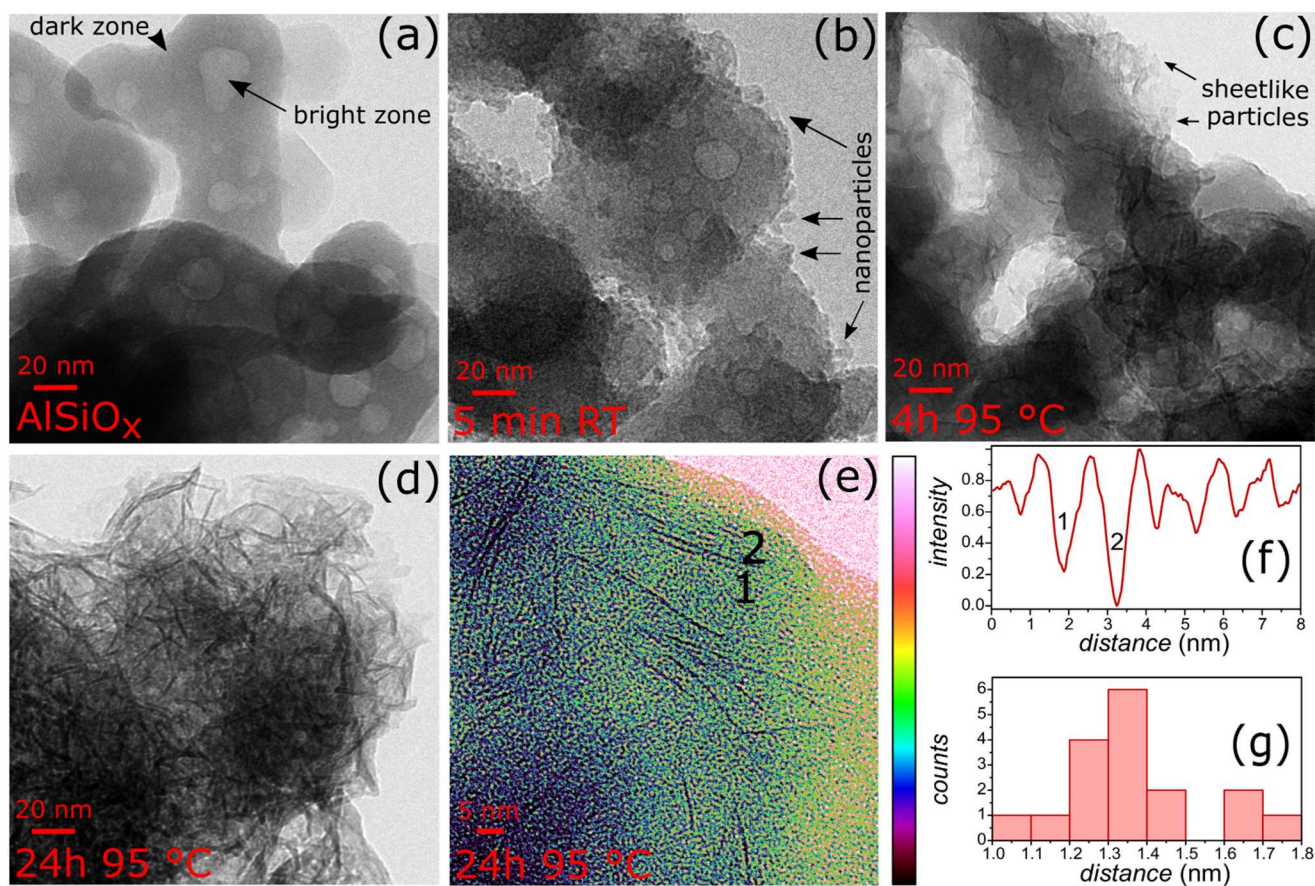 dark zone
(a)
bright zone
20 nm
AlSiOx
(b)
nanoparticles
20 nm
5 min RT
(c)
sheetlike
particles
20 nm
4h 95 °C
(d)
20 nm
24h 95 °C
(e)
2
1
5 nm
24h 95 °C
intensity
0.8
0.6
0.4
0.2
0.0
1
2
(f)
0 1 2 3 4 5 6 7 8
distance (nm)
counts
6
5
4
3
2
1
0
(g)
1.0 1.1 1.2 1.3 1.4 1.5 1.6 1.7 1.8
distance (nm)